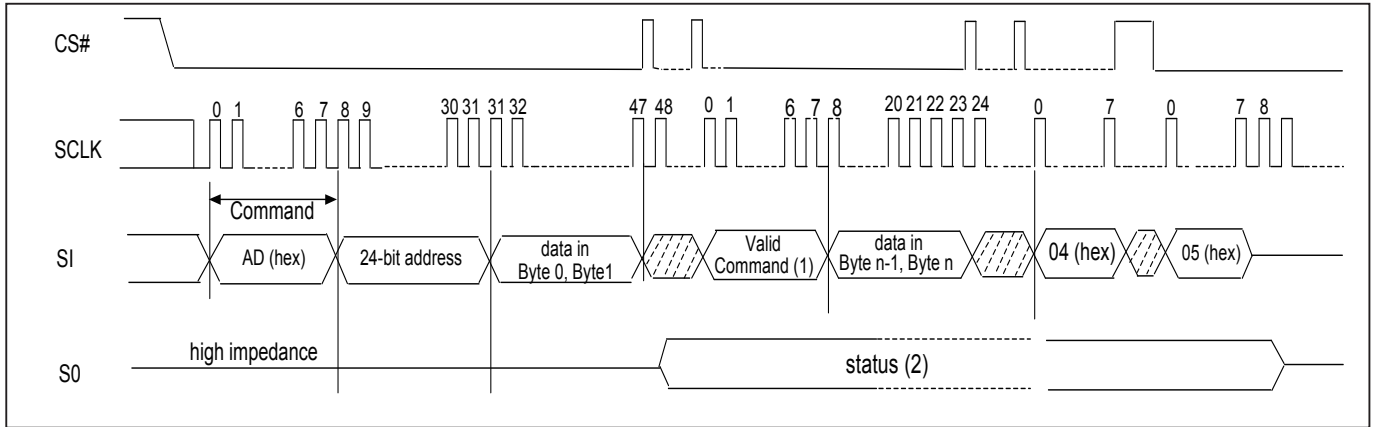 CS#
0 1 6 7 8 9 30 31 31 32 47 48 0 1 6 7 8 20 21 22 23 24 0 7 0 7 8
SCLK
Command
SI
AD (hex)
24-bit address
data in
Byte 0, Byte1
Valid
Command (1)
data in
Byte n-1, Byte n
04 (hex)
05 (hex)
high impedance
S0
status (2)